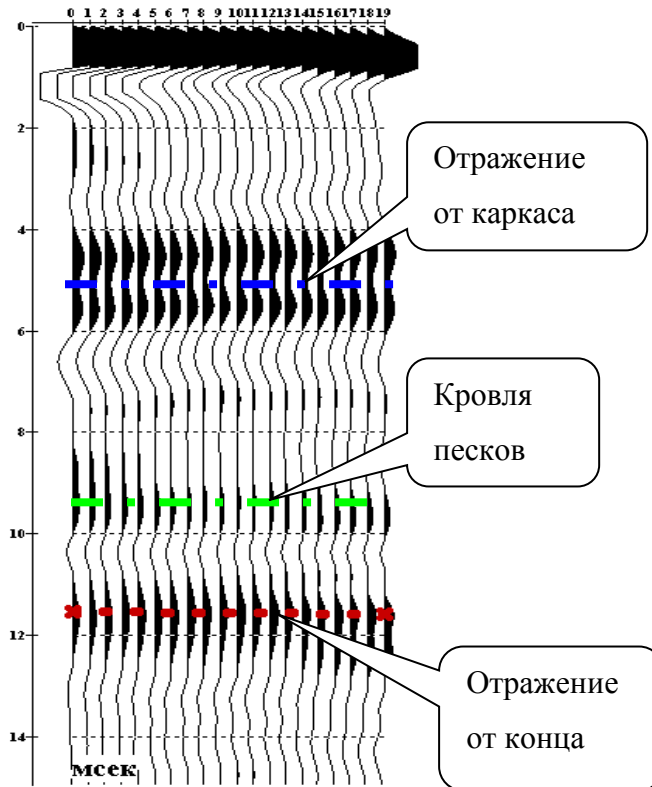 0 1 2 3 4 5 6 7 8 9 10 11 12 13 14 15 16 17 18 19
0
2
4
Отражение
от каркаса
6
Кровля
песков
8
10
12
Отражение
от конца
14
мсек